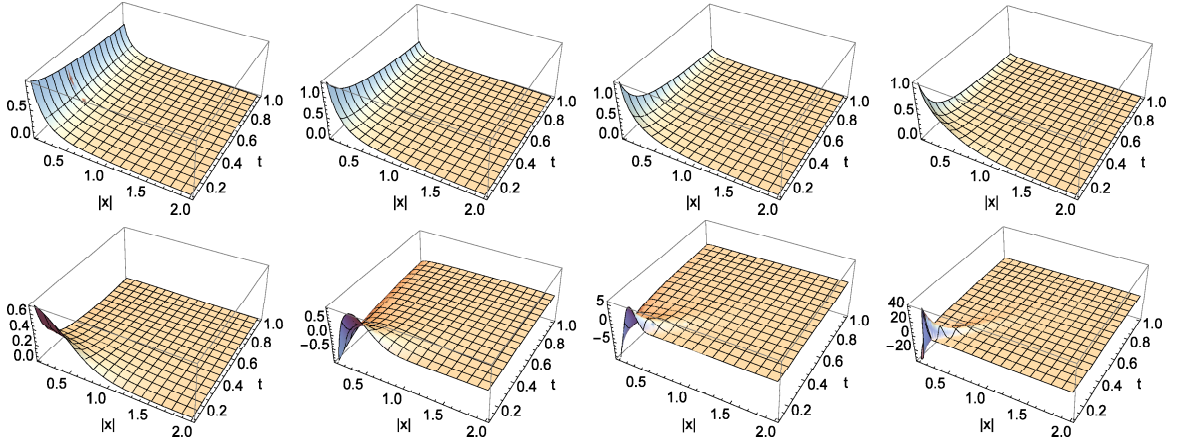 0.5 0.0 0.5 1.0 1.5 2.0 |x| 0.2 0.4 0.6 0.8 1.0 t
1.0 0.5 0.0 0.5 1.0 1.5 2.0 |x| 0.2 0.4 0.6 0.8 1.0 t
1.0 0.5 0.0 0.5 1.0 1.5 2.0 |x| 0.2 0.4 0.6 0.8 1.0 t
1.0 0.5 0.0 0.5 1.0 1.5 2.0 |x| 0.2 0.4 0.6 0.8 1.0 t
0.6 0.4 0.2 0.0 0.5 1.0 1.5 2.0 |x| 0.2 0.4 0.6 0.8 1.0 t
0.5 0.0 −0.5 0.5 1.0 1.5 2.0 |x| 0.2 0.4 0.6 0.8 1.0 t
5 0 −5 0.5 1.0 1.5 2.0 |x| 0.2 0.4 0.6 0.8 1.0 t
40 20 0 −20 0.5 1.0 1.5 2.0 |x| 0.2 0.4 0.6 0.8 1.0 t